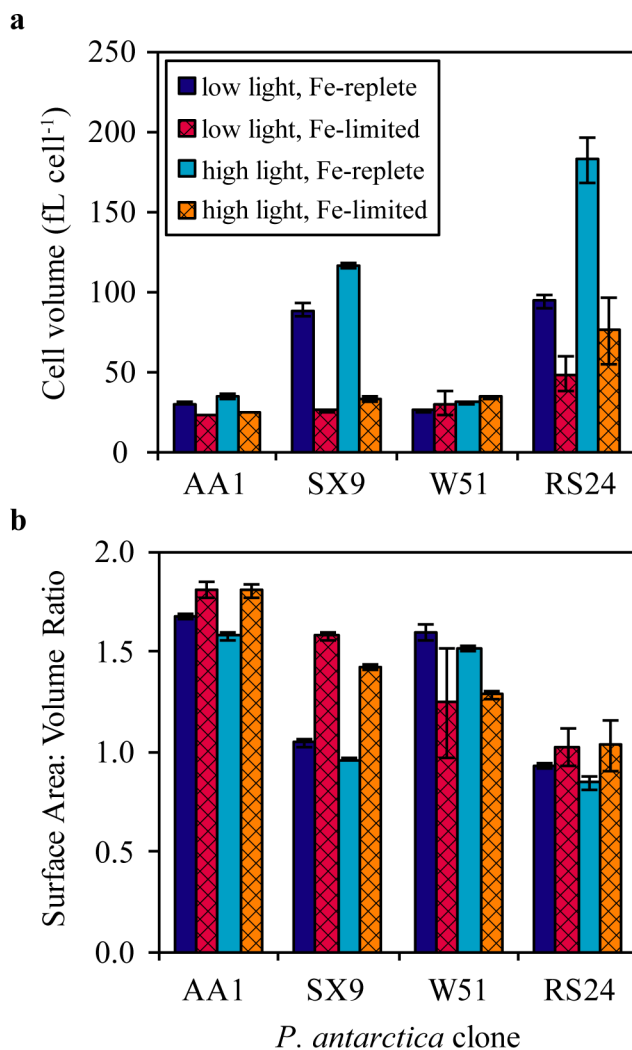 a
250
200
150
100
50
0
Cell volume (fL cell⁻¹)
low light, Fe-replete
low light, Fe-limited
high light, Fe-replete
high light, Fe-limited
AA1 SX9 W51 RS24
b
2.0
1.5
1.0
0.5
0.0
Surface Area: Volume Ratio
AA1 SX9 W51 RS24
P. antarctica clone